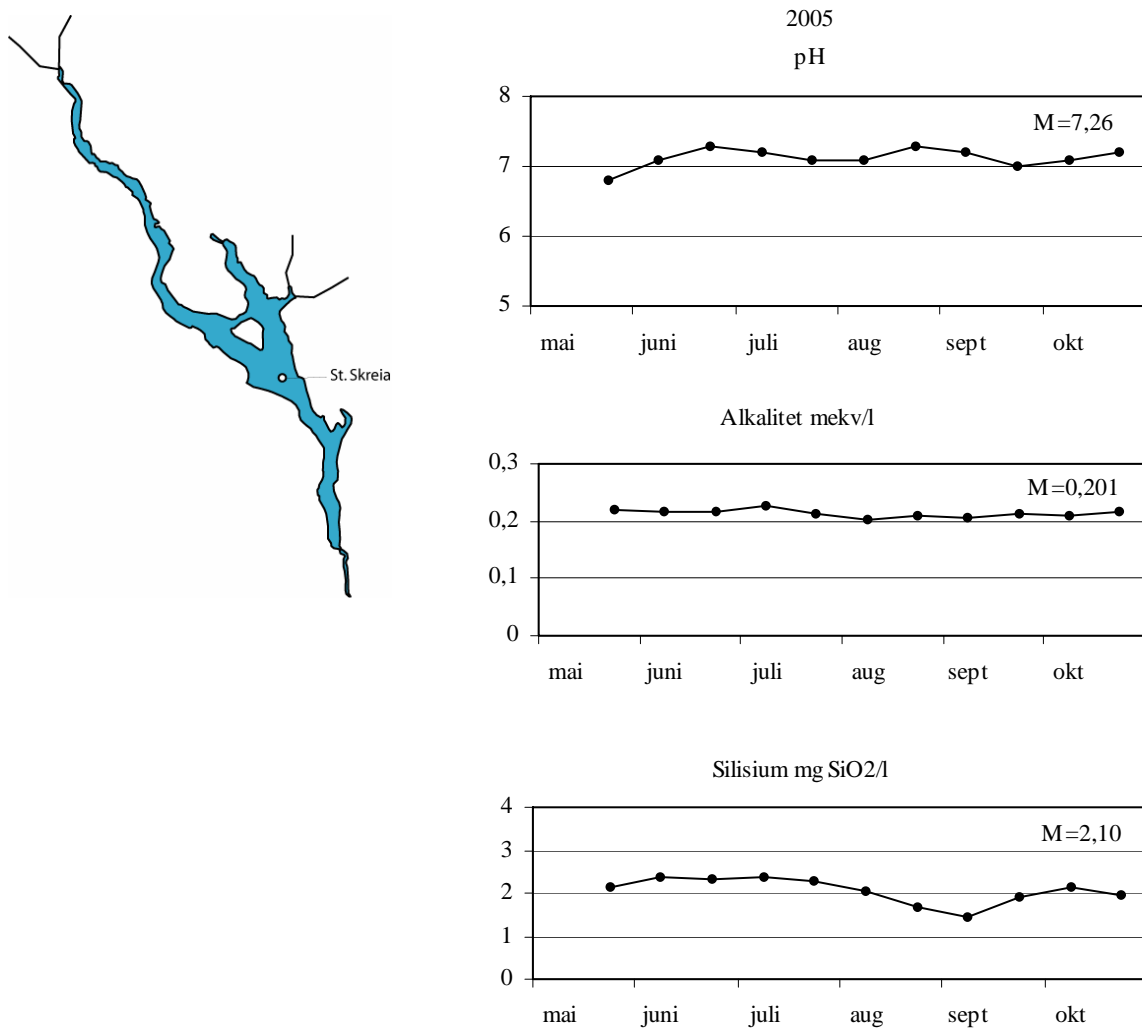 2005
pH
8
M=7,26
7
6
5
mai juni juli aug sept okt
St. Skreia
Alkalitet mekv/l
0,3
M=0,201
0,2
0,1
0
mai juni juli aug sept okt
Silisium mg SiO2/l
4
M=2,10
3
2
1
0
mai juni juli aug sept okt